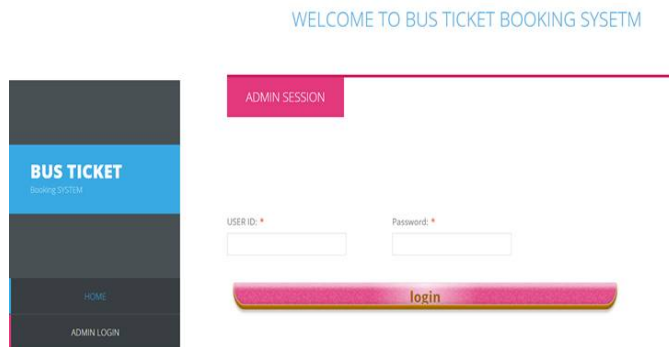 WELCOME TO BUS TICKET BOOKING SYSETM
ADMIN SESSION
BUS TICKET
Booking SYSTEM
USER ID: *
Password: *
login
HOME
ADMIN LOGIN